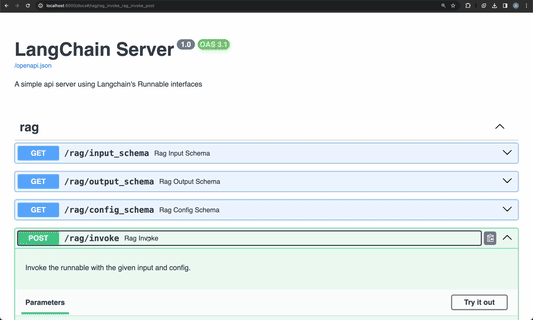 localhost:8000/docs#/rag/rag_invoke_rag_invoke_post
LangChain Server 1.0 OAS 3.1
/openapi.json
A simple api server using Langchain's Runnable interfaces
rag
GET /rag/input_schema Rag Input Schema
GET /rag/output_schema Rag Output Schema
GET /rag/config_schema Rag Config Schema
POST /rag/invoke Rag Invoke
Invoke the runnable with the given input and config.
Parameters Try it out